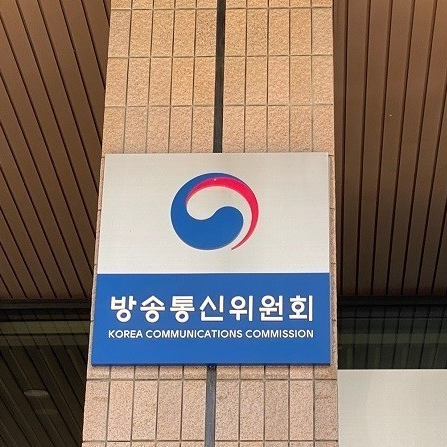 방송통신위원회
KOREA COMMUNICATIONS COMMISSION